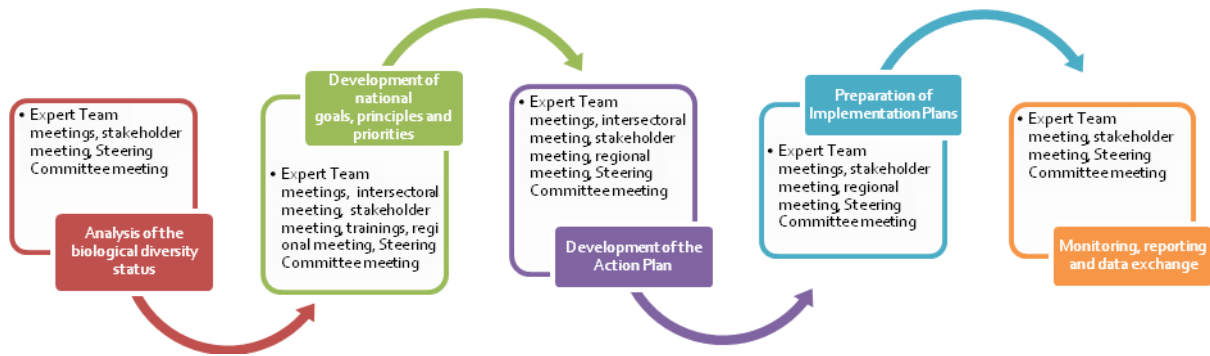 • Expert Team
meetings, stakeholder
meeting, Steering
Committee meeting
Analysis of the
biological diversity
status
Development of
national
goals, principles and
priorities
• Expert Team
meetings, intersectoral
meeting, stakeholder
meeting, trainings, regi
onal meeting, Steering
Committee meeting
• Expert Team
meetings, intersectoral
meeting, stakeholder
meeting, regional
meeting, Steering
Committee meeting
Development of the
Action Plan
Preparation of
Implementation Plans
• Expert Team
meetings, stakeholder
meeting, regional
meeting, Steering
Committee meeting
• Expert Team
meeting, stakeholder
meeting, Steering
Committee meeting
Monitoring, reporting
and data exchange